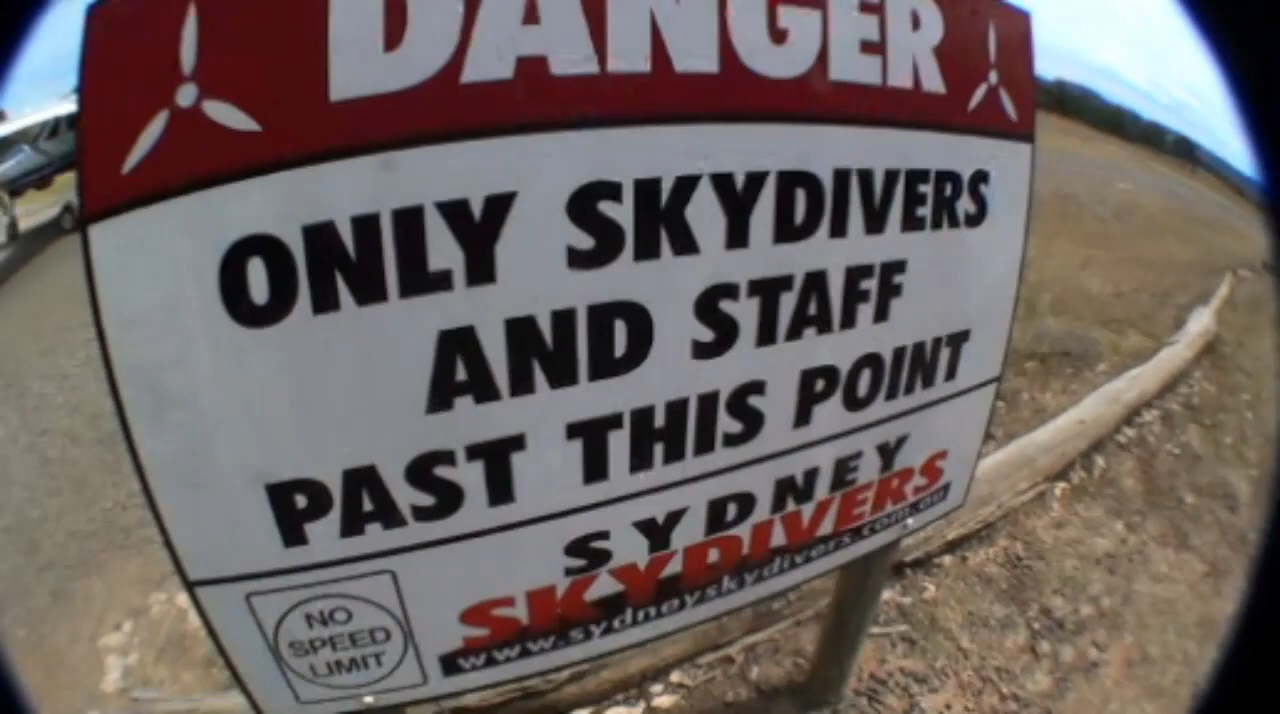 DANGER
ONLY SKYDIVERS
AND STAFF
PAST THIS POINT
SYDNEY
SKYDIVERS
www.sydneyskydivers.com.au
NO
SPEED
LIMIT